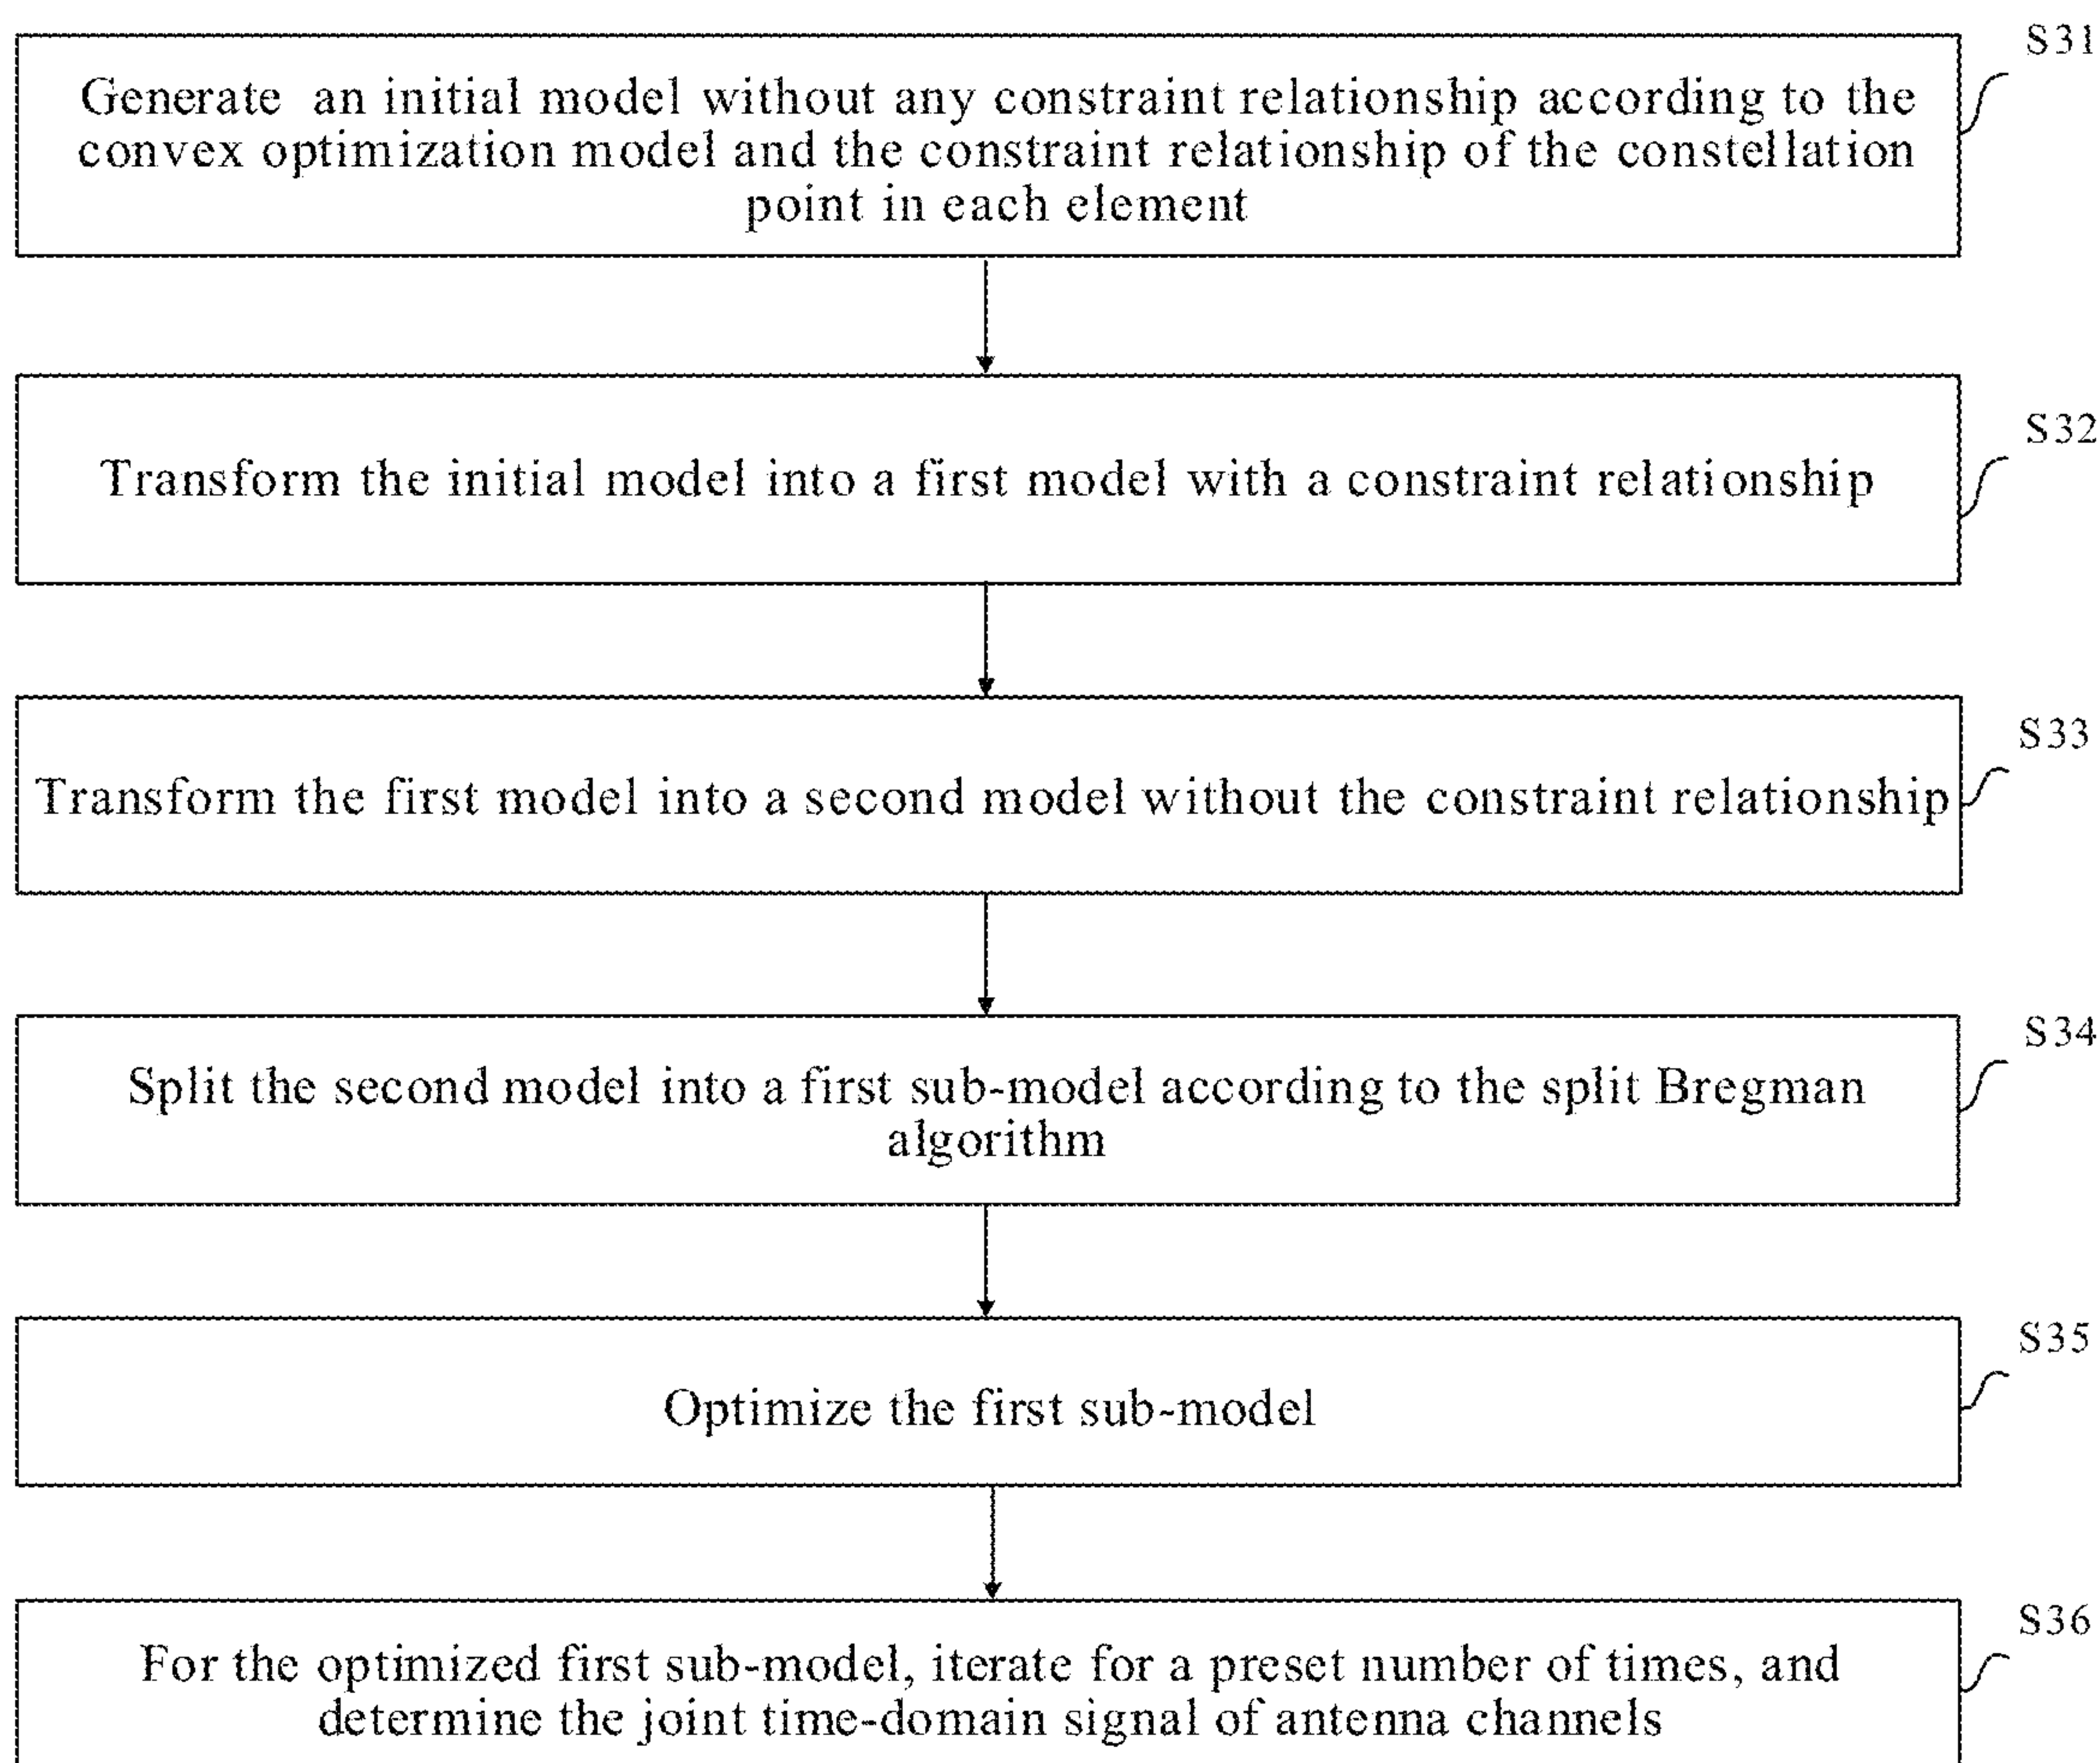 S31
Generate an initial model without any constraint relationship according to the
convex optimization model and the constraint relationship of the constellation
point in each element
S32
Transform the initial model into a first model with a constraint relationship
S33
Transform the first model into a second model without the constraint relationship
S34
Split the second model into a first sub-model according to the split Bregman
algorithm
S35
Optimize the first sub-model
S36
For the optimized first sub-model, iterate for a preset number of times, and
determine the joint time-domain signal of antenna channels